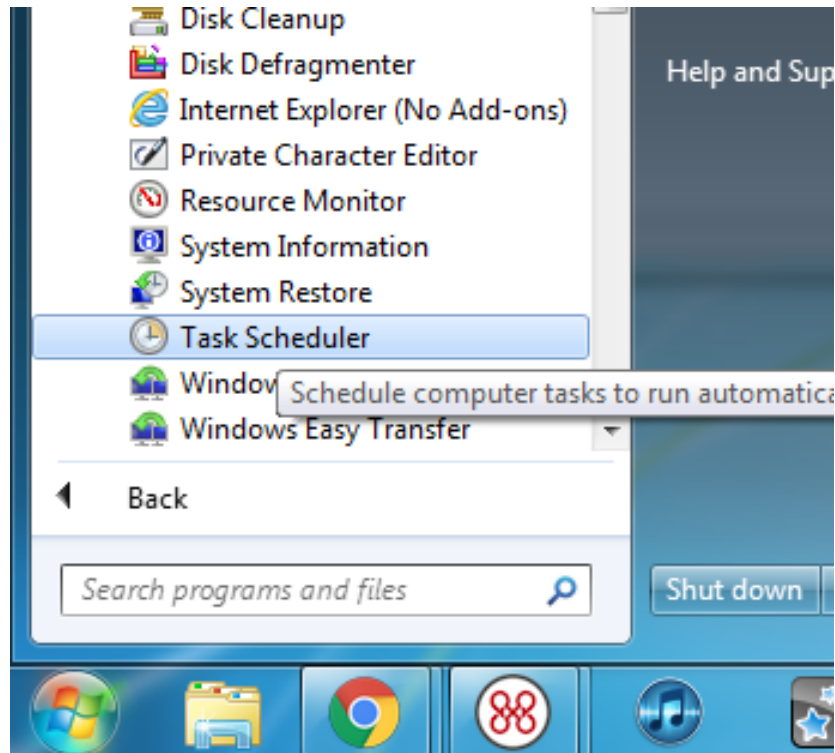 Disk Cleanup
Disk Defragmenter
Help and Sup
Internet Explorer (No Add-ons)
Private Character Editor
Resource Monitor
System Information
System Restore
Task Scheduler
Window
Schedule computer tasks to run automatica
Windows Easy Transfer
Back
Search programs and files
Shut down